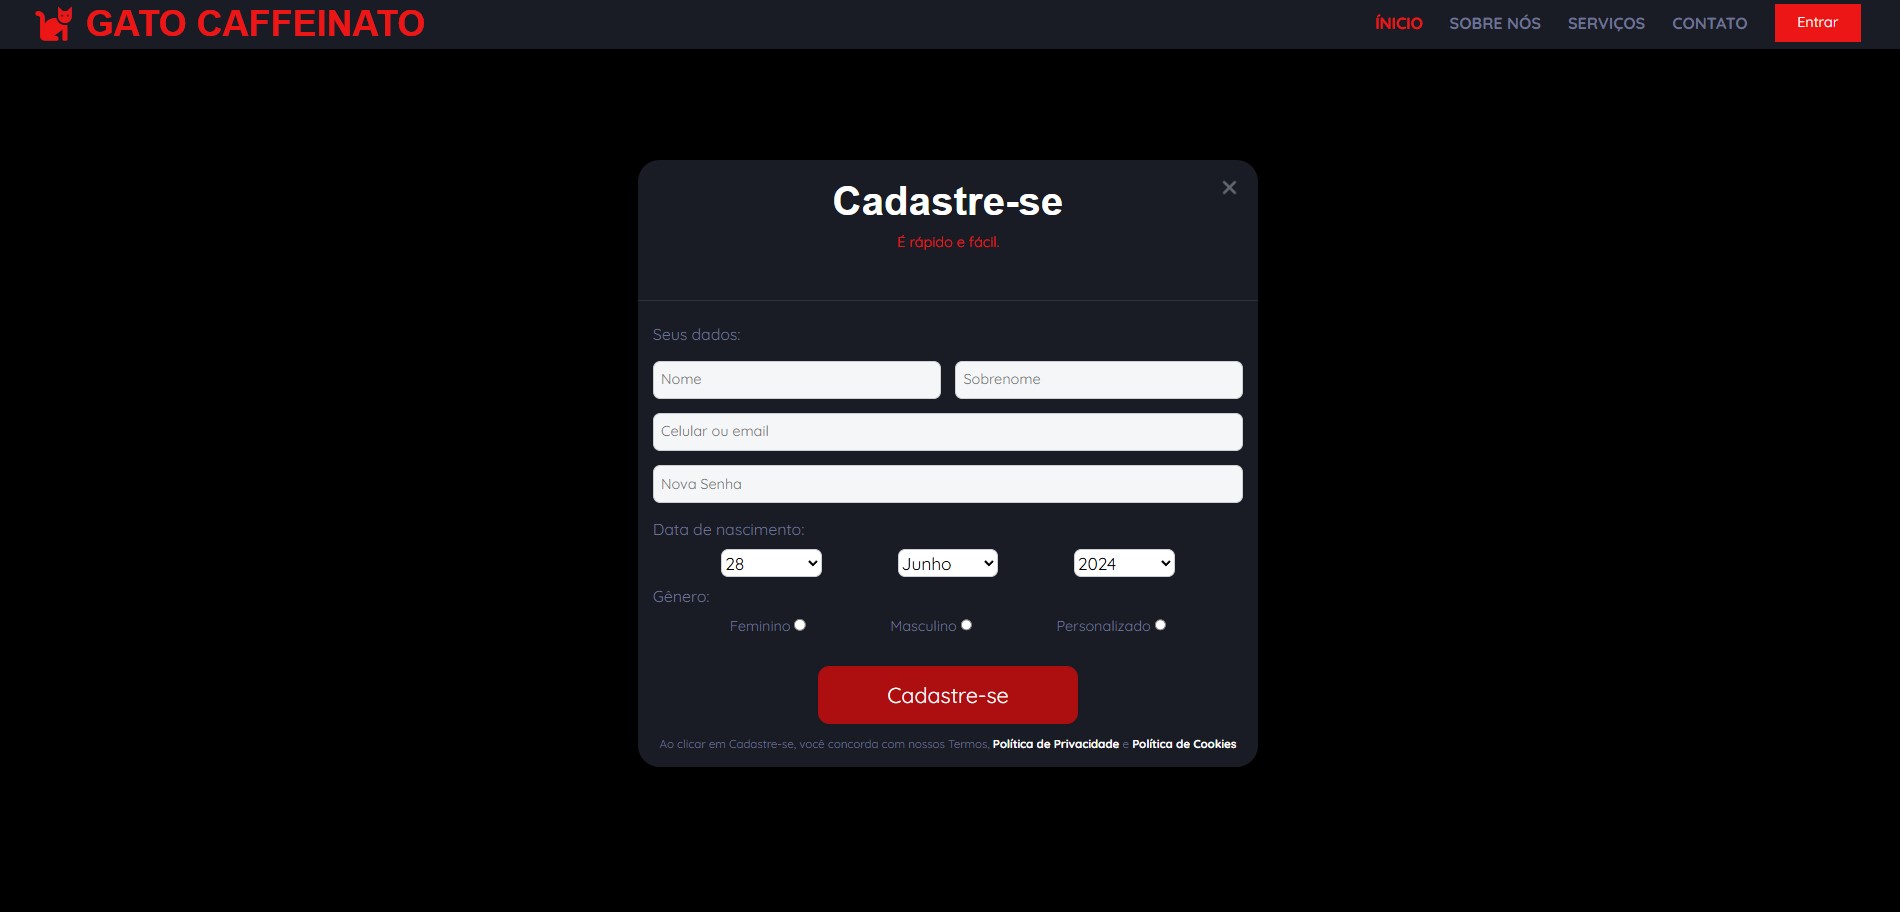 GATO CAFFEINATO
ÍNICIO SOBRE NÓS SERVIÇOS CONTATO Entrar
Cadastre-se
É rápido e fácil.
Seus dados:
Nome Sobrenome
Celular ou email
Nova Senha
Data de nascimento:
28 Junho 2024
Gênero:
Feminino Masculino Personalizado
Cadastre-se
Ao clicar em Cadastre-se, você concorda com nossos Termos, Política de Privacidade e Política de Cookies